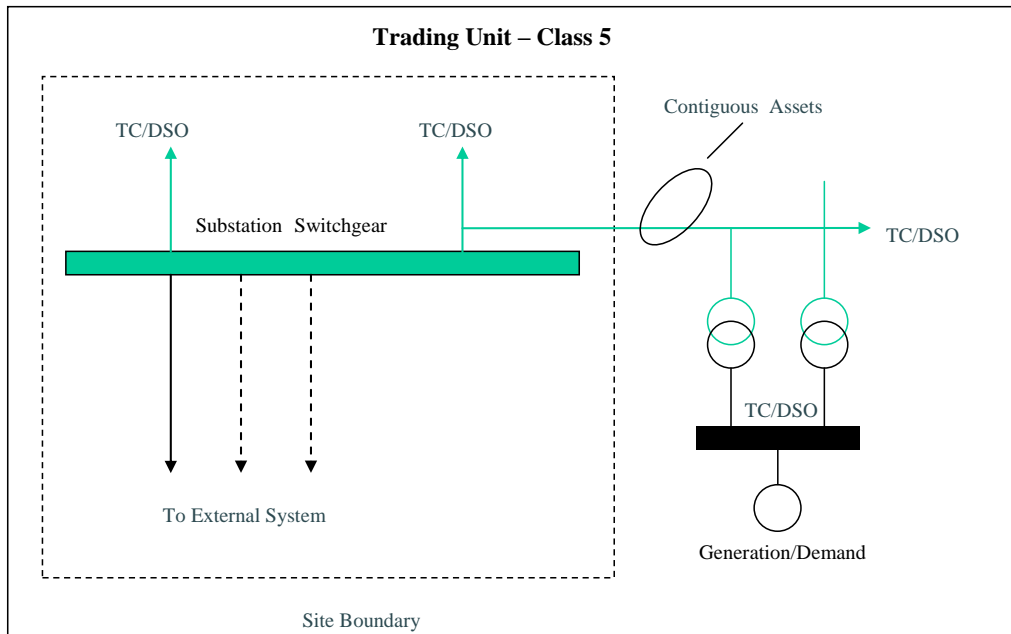 Trading Unit – Class 5
Contiguous Assets
TC/DSO
TC/DSO
Substation Switchgear
TC/DSO
TC/DSO
To External System
Generation/Demand
Site Boundary